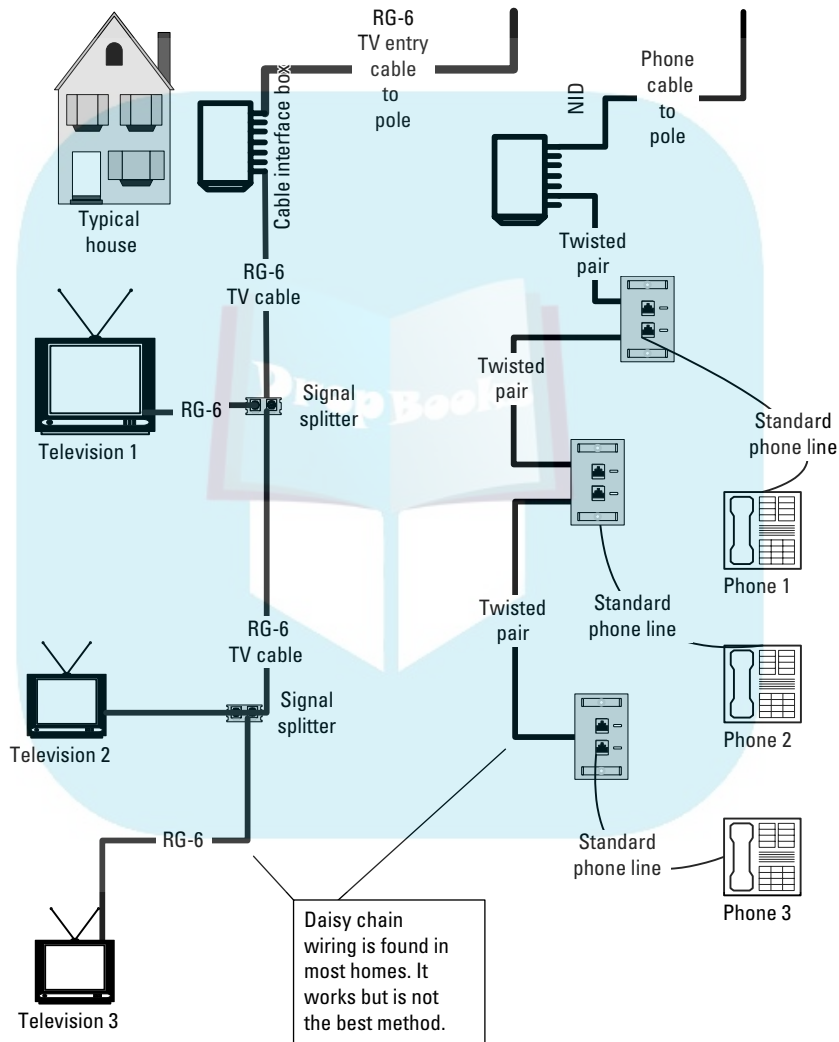 RG-6
TV entry
cable
to
pole
Phone
cable
to
pole
Cable interface box
NID
Typical
house
Twisted
pair
RG-6
TV cable
Drop Books
Twisted
pair
RG-6
Signal
splitter
Standard
phone line
Television 1
Phone 1
Twisted
pair
Standard
phone line
RG-6
TV cable
Signal
splitter
Television 2
Phone 2
RG-6
Standard
phone line
Phone 3
Daisy chain
wiring is found in
most homes. It
works but is not
the best method.
Television 3